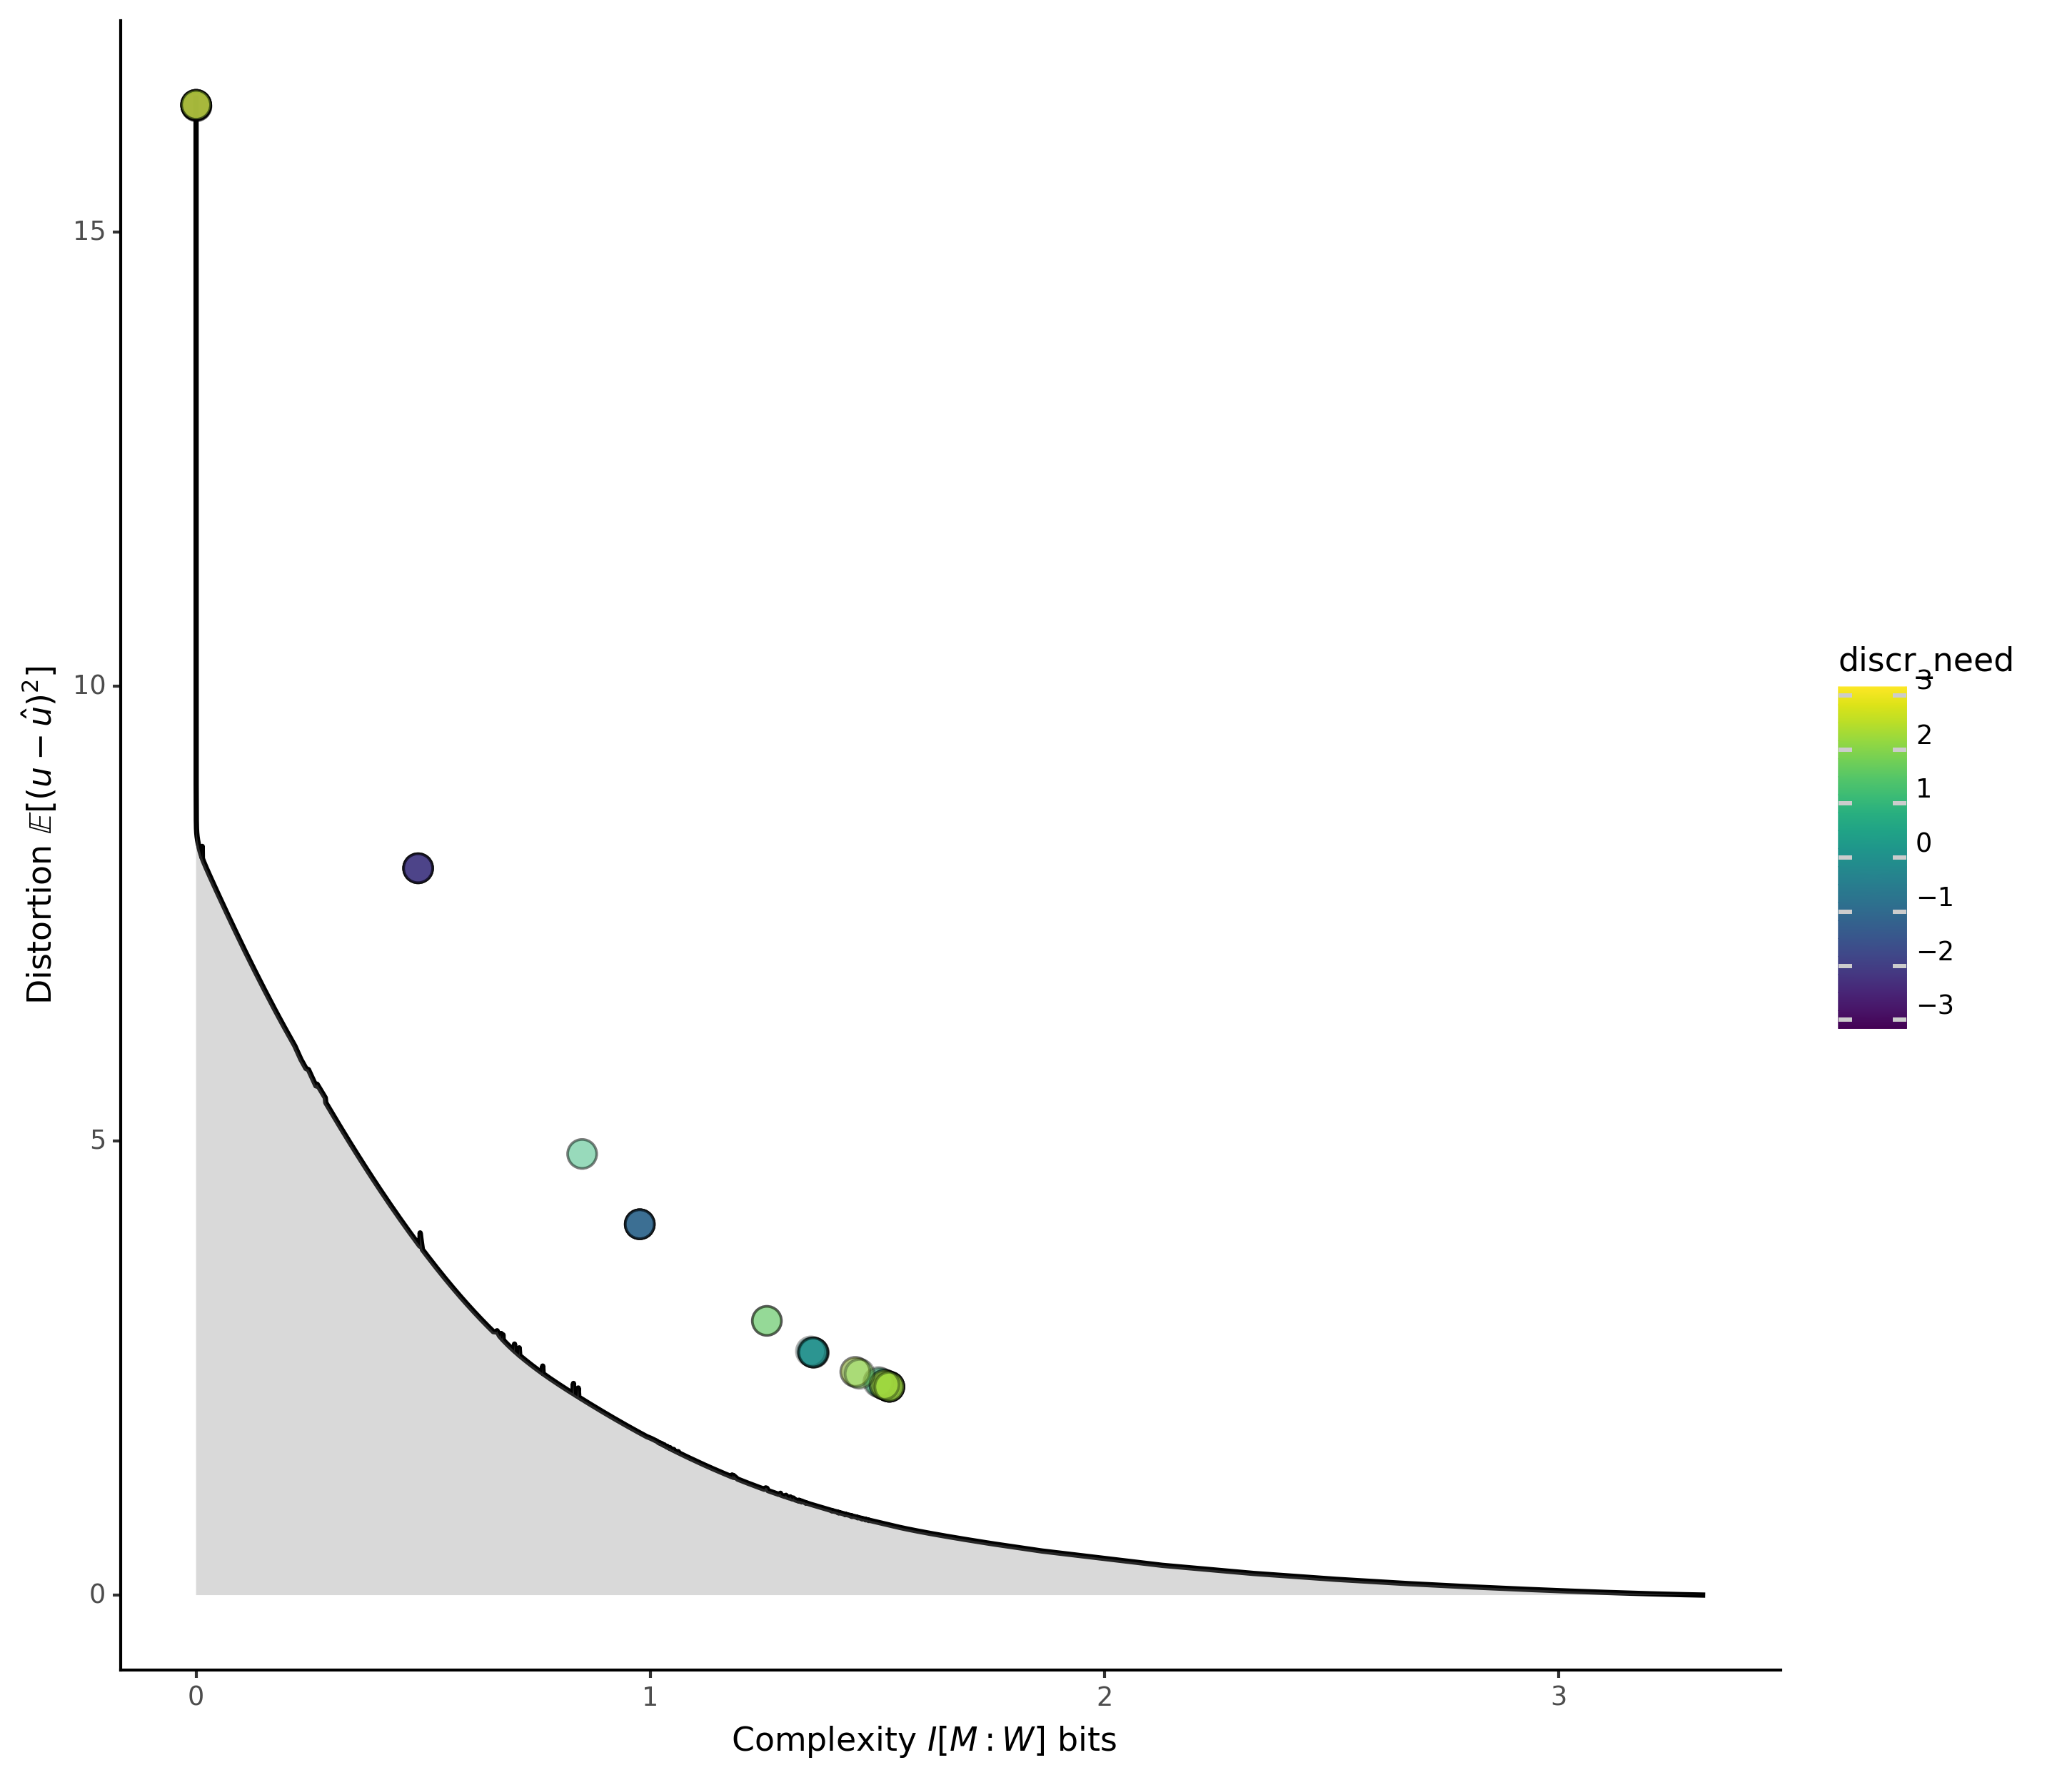 15
10
5
0
Distortion 𝔼[(u − û)²]
0 1 2 3
Complexity I[M : W] bits
discr_need
3
2
1
0
−1
−2
−3